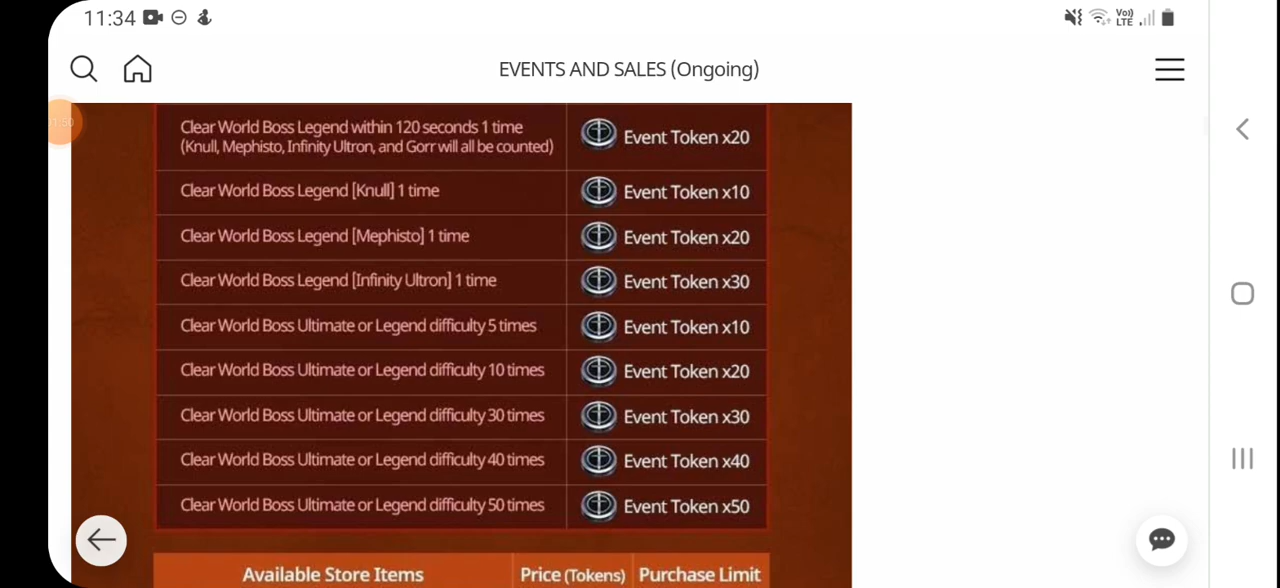 11:34
Vo))
LTE
EVENTS AND SALES (Ongoing)
Clear World Boss Legend within 120 seconds 1 time
(Knull, Mephisto, Infinity Ultron, and Gorr will all be counted)
Event Token x20
Clear World Boss Legend [Knull] 1 time
Event Token x10
Clear World Boss Legend [Mephisto] 1 time
Event Token x20
Clear World Boss Legend [Infinity Ultron] 1 time
Event Token x30
Clear World Boss Ultimate or Legend difficulty 5 times
Event Token x10
Clear World Boss Ultimate or Legend difficulty 10 times
Event Token x20
Clear World Boss Ultimate or Legend difficulty 30 times
Event Token x30
Clear World Boss Ultimate or Legend difficulty 40 times
Event Token x40
Clear World Boss Ultimate or Legend difficulty 50 times
Event Token x50
Available Store Items
Price (Tokens)
Purchase Limit